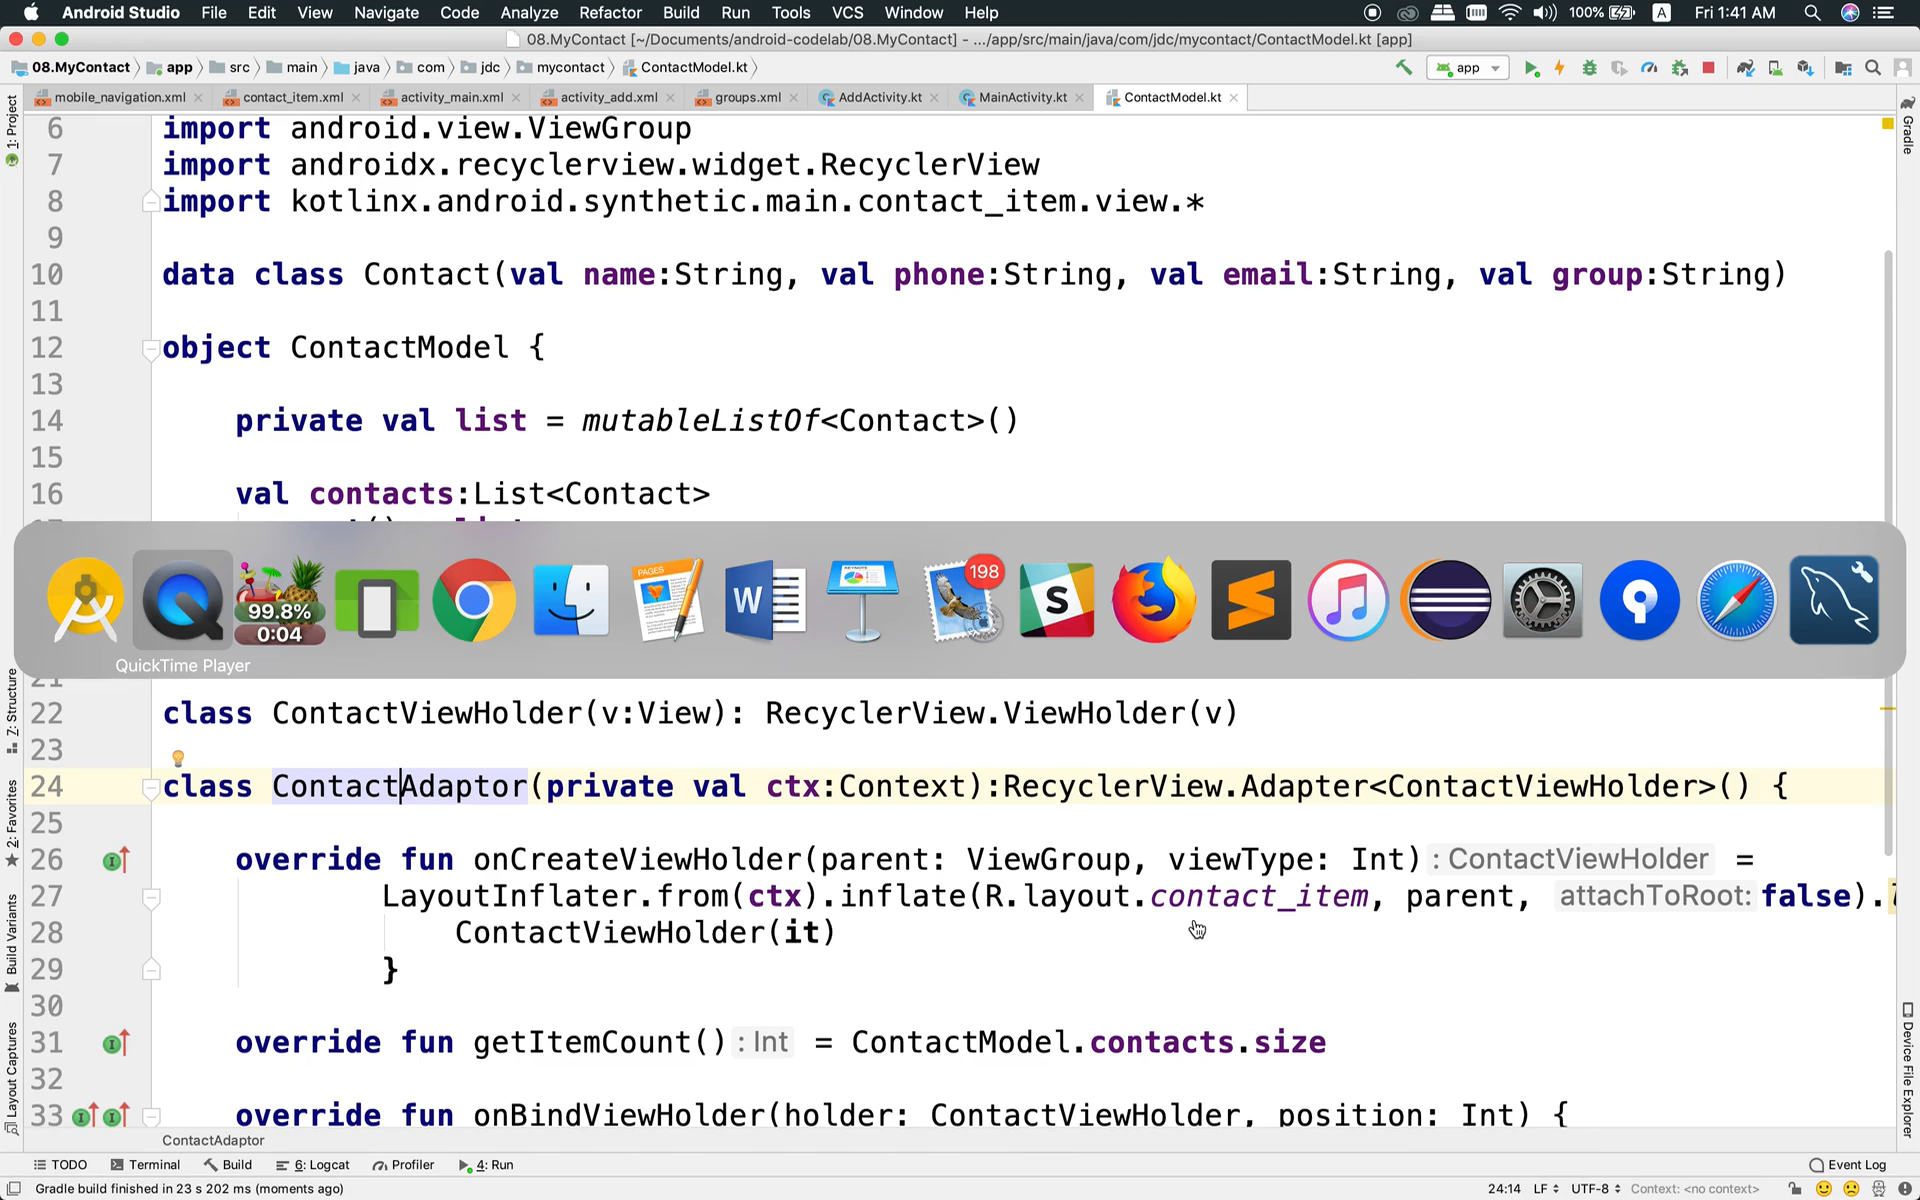 Android Studio File Edit View Navigate Code Analyze Refactor Build Run Tools VCS Window Help 100% A Fri 1:41 AM
08.MyContact [~/Documents/android-codelab/08.MyContact] - .../app/src/main/java/com/jdc/mycontact/ContactModel.kt [app]
08.MyContact app src main java com jdc mycontact ContactModel.kt app
mobile_navigation.xml contact_item.xml activity_main.xml activity_add.xml groups.xml AddActivity.kt MainActivity.kt ContactModel.kt
1: Project
Gradle
6 import android.view.ViewGroup
7 import androidx.recyclerview.widget.RecyclerView
8 import kotlinx.android.synthetic.main.contact_item.view.*
9
10 data class Contact(val name:String, val phone:String, val email:String, val group:String)
11
12 object ContactModel {
13
14 private val list = mutableListOf<Contact>()
15
16 val contacts:List<Contact>
99.8%
0:04
PAGES
W
KEYNOTE
198
S
QuickTime Player
21
22 class ContactViewHolder(v:View): RecyclerView.ViewHolder(v)
23
24 class ContactAdaptor(private val ctx:Context):RecyclerView.Adapter<ContactViewHolder>() {
25
26 override fun onCreateViewHolder(parent: ViewGroup, viewType: Int) : ContactViewHolder =
27 LayoutInflater.from(ctx).inflate(R.layout.contact_item, parent, attachToRoot: false).
28 ContactViewHolder(it)
29 }
30
31 override fun getItemCount() : Int = ContactModel.contacts.size
32
33 override fun onBindViewHolder(holder: ContactViewHolder, position: Int) {
7: Structure
2: Favorites
Build Variants
Layout Captures
Device File Explorer
ContactAdaptor
TODO Terminal Build 6: Logcat Profiler 4: Run Event Log
Gradle build finished in 23 s 202 ms (moments ago) 24:14 LF UTF-8 Context: <no context>